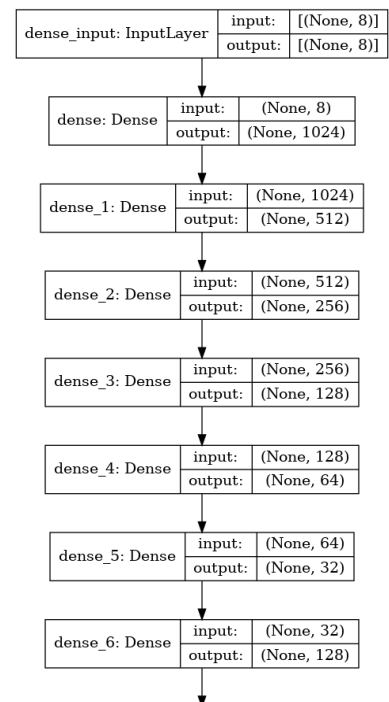 dense_input: InputLayer input: [(None, 8)]
output: [(None, 8)]
dense: Dense input: (None, 8)
output: (None, 1024)
dense_1: Dense input: (None, 1024)
output: (None, 512)
dense_2: Dense input: (None, 512)
output: (None, 256)
dense_3: Dense input: (None, 256)
output: (None, 128)
dense_4: Dense input: (None, 128)
output: (None, 64)
dense_5: Dense input: (None, 64)
output: (None, 32)
dense_6: Dense input: (None, 32)
output: (None, 128)